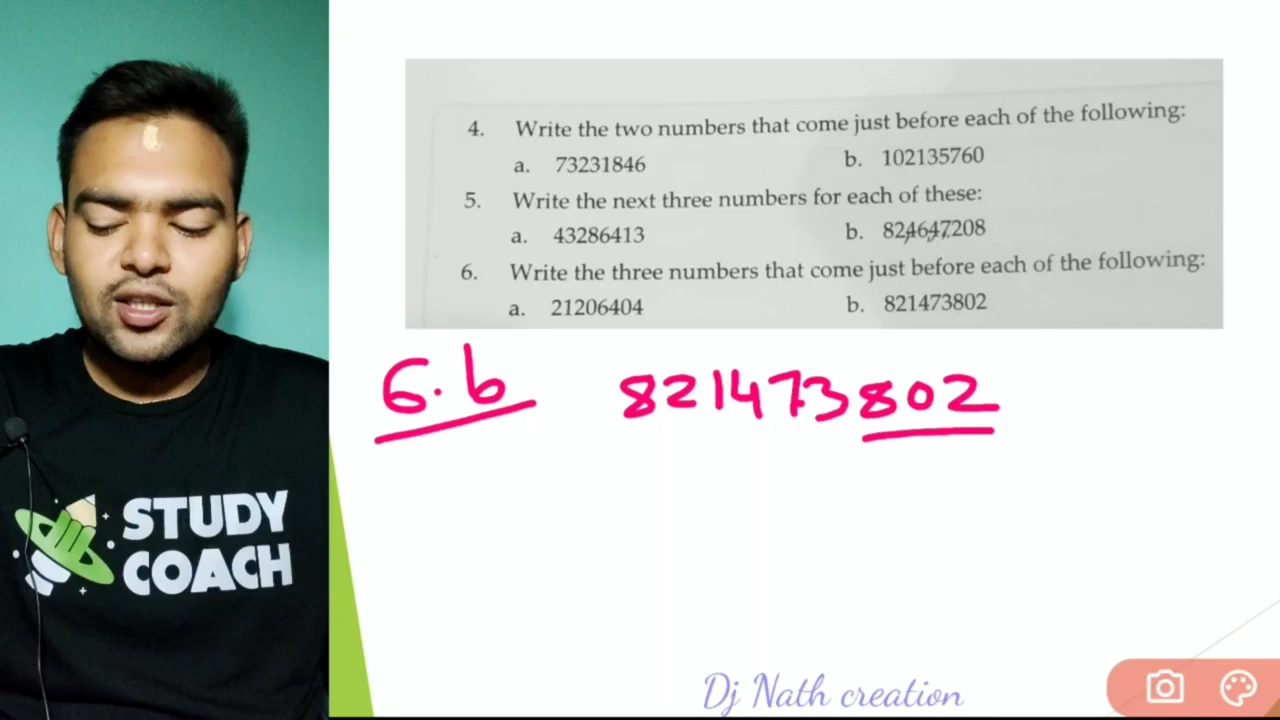 4. Write the two numbers that come just before each of the following:
a. 73231846 b. 102135760
5. Write the next three numbers for each of these:
a. 43286413 b. 824647208
6. Write the three numbers that come just before each of the following:
a. 21206404 b. 821473802
6.b 821473802
STUDY
COACH
Dj Nath creation